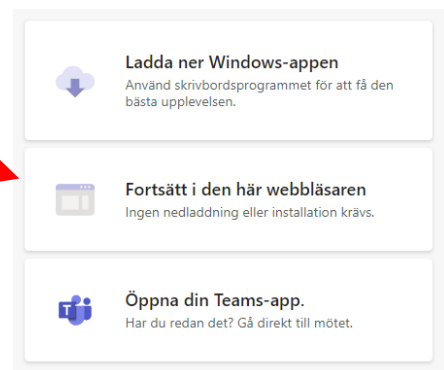 Ladda ner Windows-appen
Använd skrivbordsprogrammet för att få den
bästa upplevelsen.
Fortsätt i den här webbläsaren
Ingen nedladdning eller installation krävs.
Öppna din Teams-app.
Har du redan det? Gå direkt till mötet.